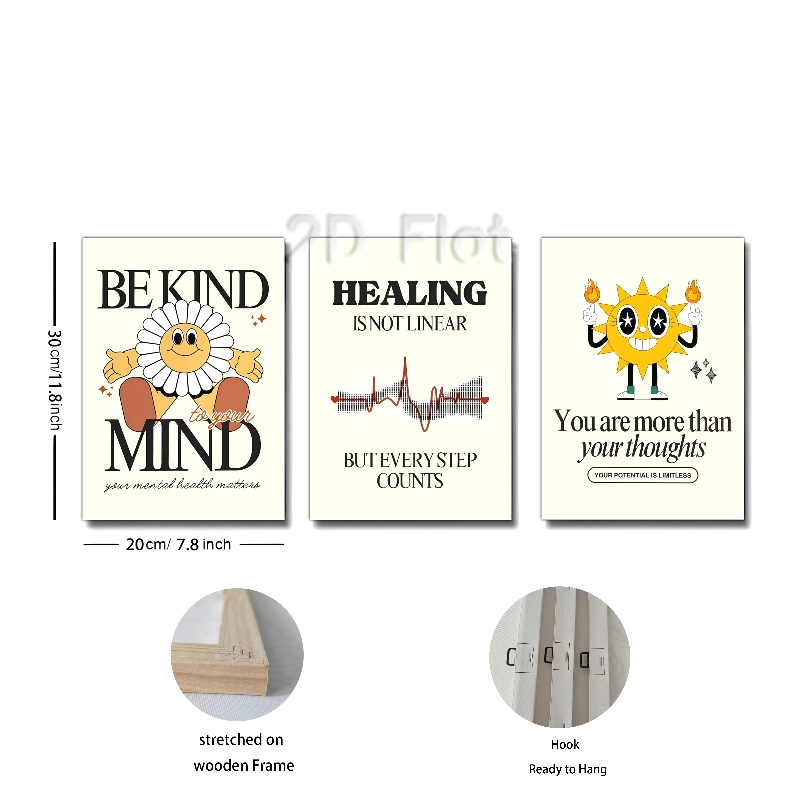 2D Flat
BE KIND
to your
MIND
your mental health matters
HEALING
IS NOT LINEAR
BUT EVERY STEP
COUNTS
You are more than
your thoughts
YOUR POTENTIAL IS LIMITLESS
30cm/11.8inch
20cm/ 7.8 inch
stretched on
wooden Frame
Hook
Ready to Hang